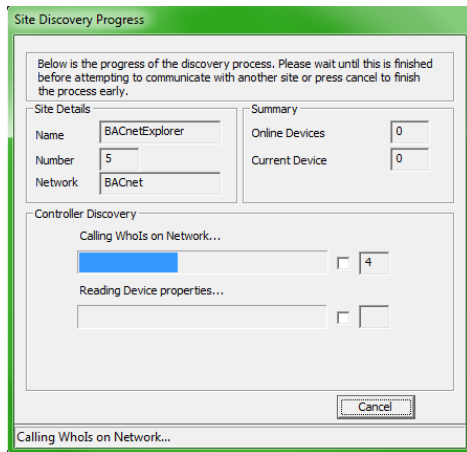 Site Discovery Progress
Below is the progress of the discovery process. Please wait until this is finished
before attempting to communicate with another site or press cancel to finish
the process early.
Site Details
Name BACnetExplorer
Number 5
Network BACnet
Summary
Online Devices 0
Current Device 0
Controller Discovery
Calling WhoIs on Network...
4
Reading Device properties...
Cancel
Calling WhoIs on Network...